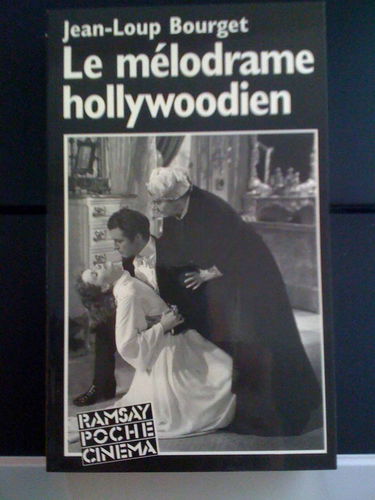 Jean-Loup Bourget
Le mélodrame
hollywoodien
RAMSAY
POCHE
CINEMA